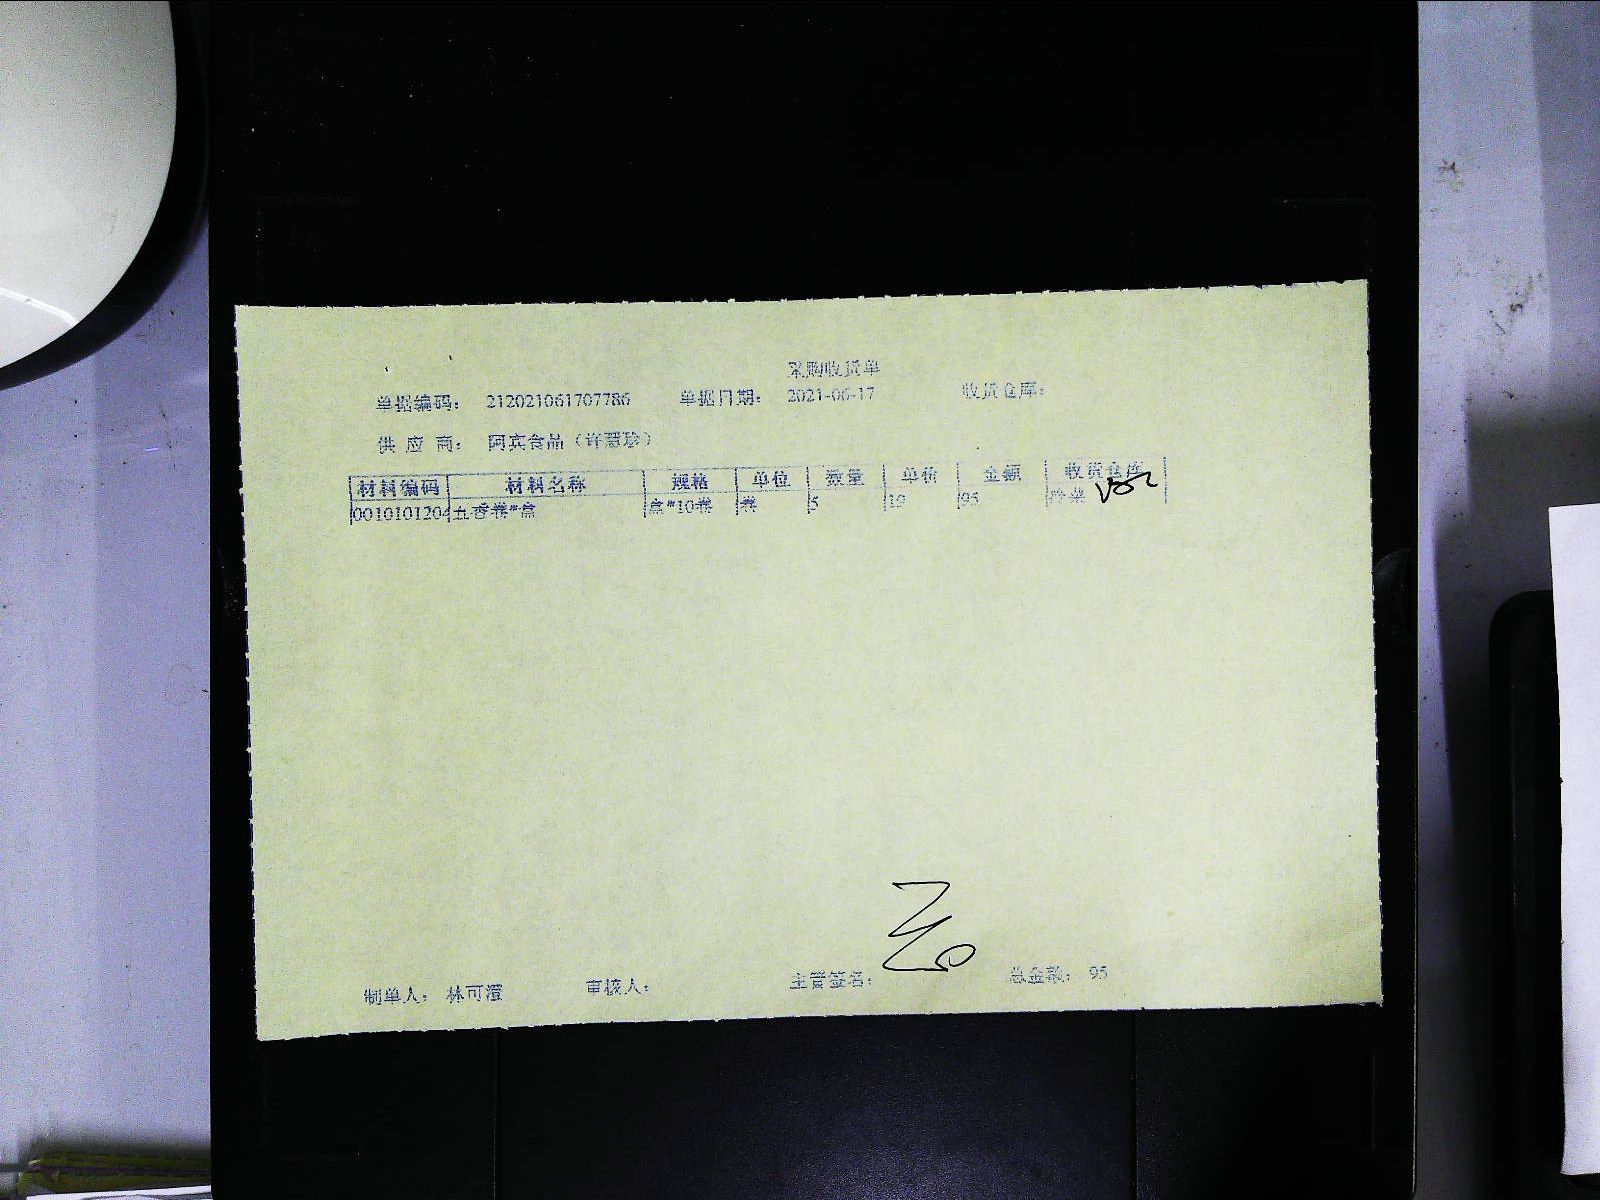 采购收货单
单据编码： 212021061707786 单据日期： 2021-06-17 收货仓库：
供 应 商： 阿宾食品（许慧珍）
材料编码 材料名称 规格 单位 数量 单价 金额 收货仓库
0010101204 五香卷*盒 盒*10卷 卷 5 19 95 冷菜
制单人： 林可澄 审核人： 主管签名： 总金额： 95